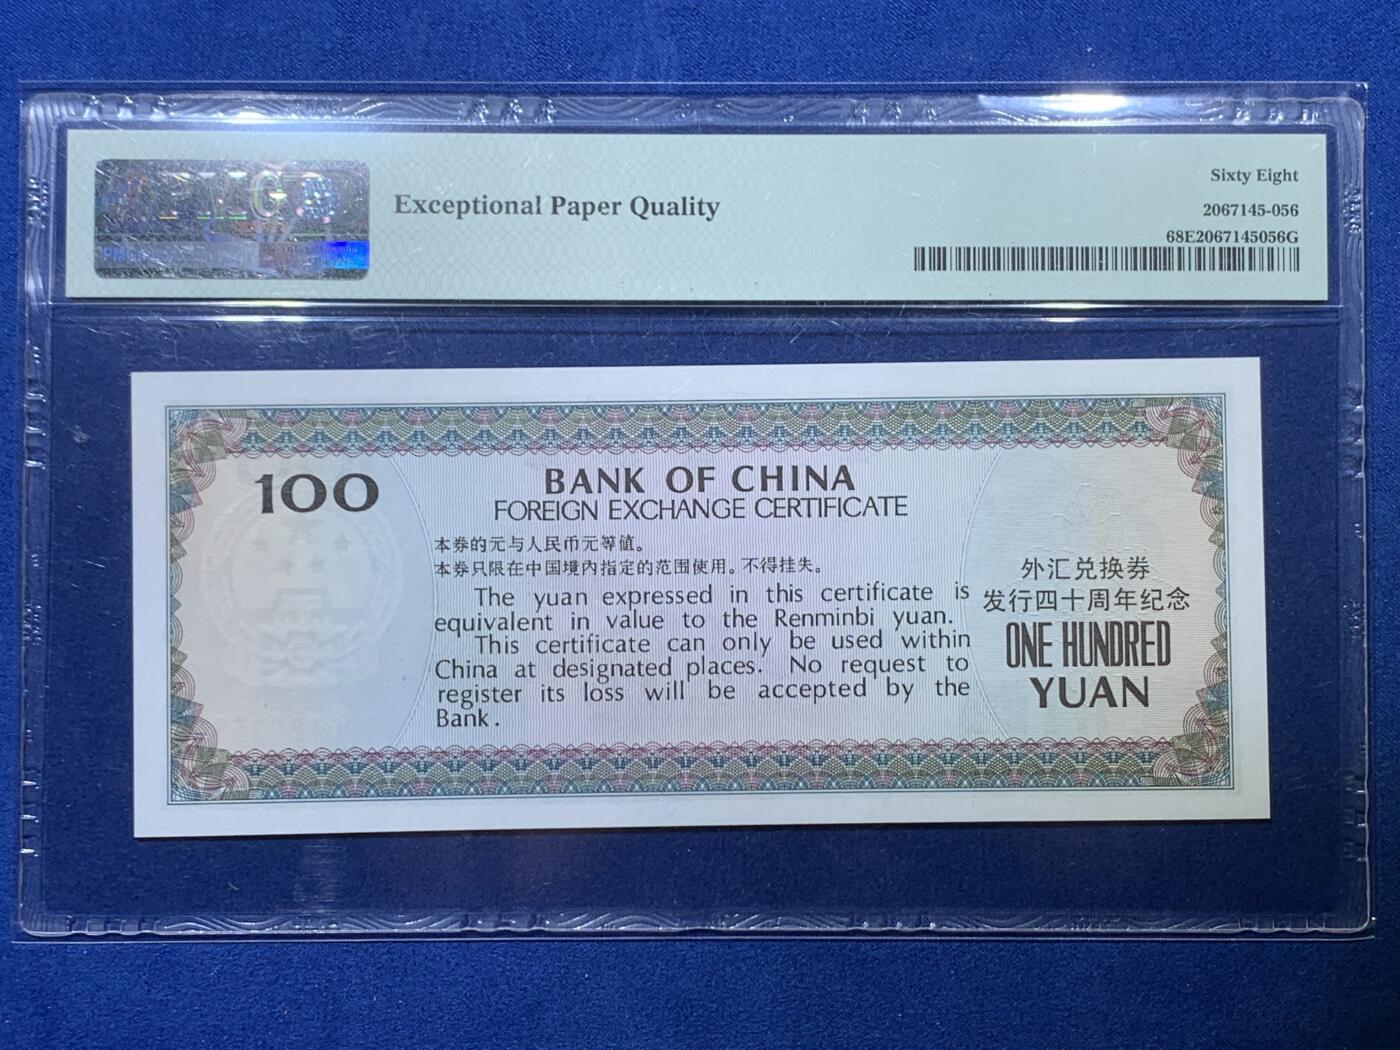 PMG
Exceptional Paper Quality
Sixty Eight
2067145-056
68E2067145056G
100
BANK OF CHINA
FOREIGN EXCHANGE CERTIFICATE
本券的元与人民币元等值。
本券只限在中国境内指定的范围使用。不得挂失。
The yuan expressed in this certificate is
equivalent in value to the Renminbi yuan.
This certificate can only be used within
China at designated places. No request to
register its loss will be accepted by the
Bank.
外汇兑换券
发行四十周年纪念
ONE HUNDRED
YUAN